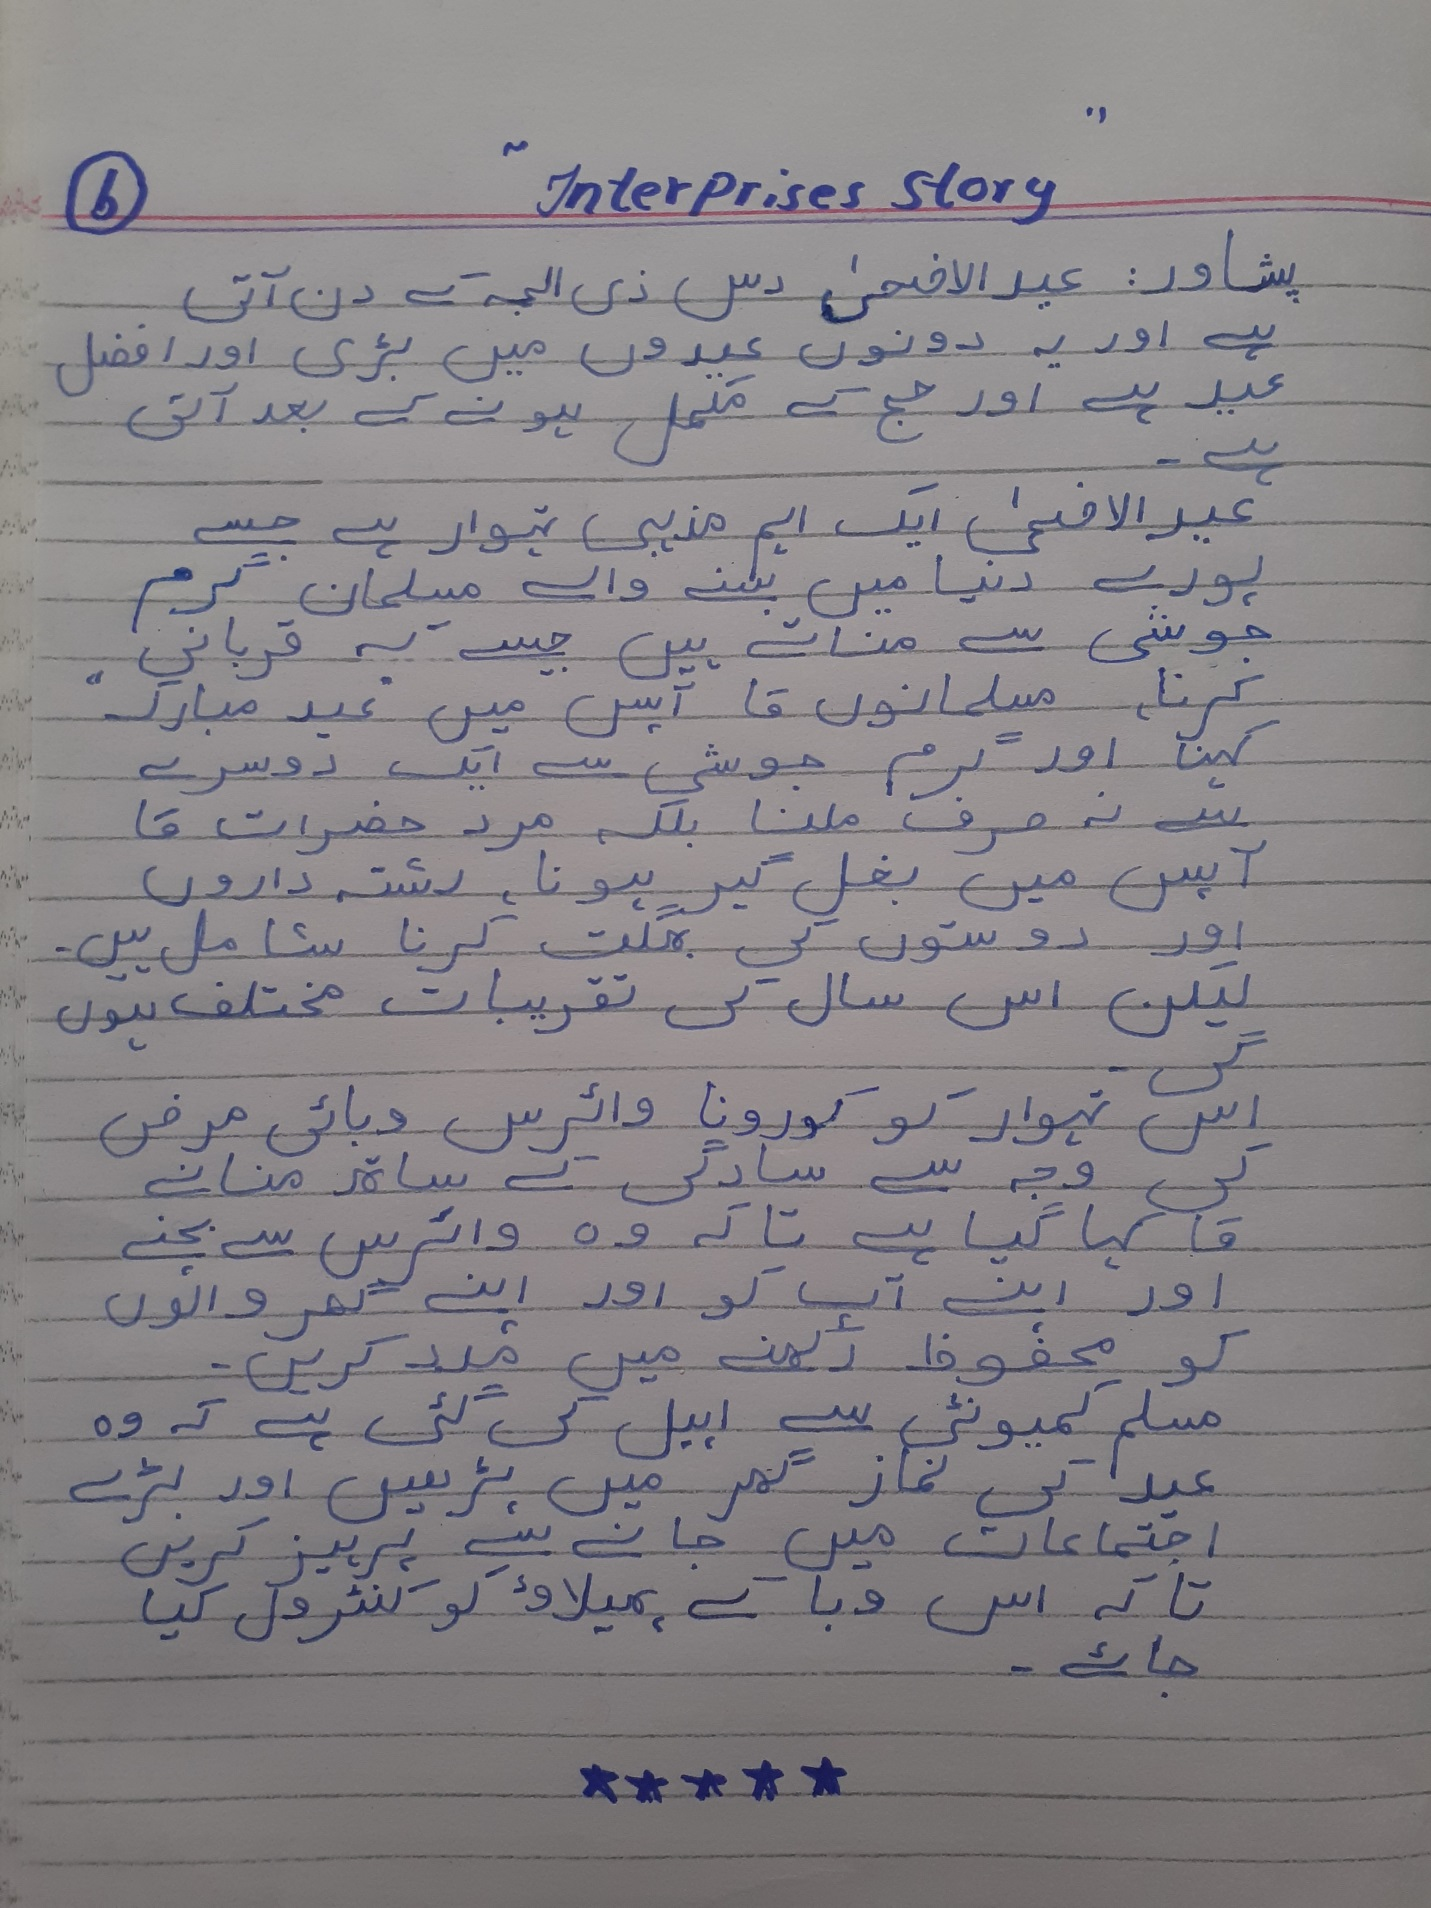 "Interprises Story"
6
پشاور: عید الاضحیٰ دس ذی الحجہ کے دن آتی
ہے اور یہ دونوں عیدوں میں بڑی اور افضل
عید ہے اور حج کے مکمل ہونے کے بعد آتی
ہے۔
عید الاضحیٰ ایک اہم مذہبی تہوار ہے جسے
پورے دنیا میں بسنے والے مسلمان گرم
جوشی سے مناتے ہیں جیسے کہ قربانی
کرنا، مسلمانوں کا آپس میں "عید مبارک"
کہنا اور گرم جوشی سے ایک دوسرے
سے نہ صرف ملنا بلکہ مرد حضرات کا
آپس میں بغل گیر ہونا، رشتہ داروں
اور دوستوں کی بھگت کرنا شامل ہیں۔
لیکن اس سال کی تقریبات مختلف ہوں
گی۔
اس تہوار کو کورونا وائرس وبائی مرض
کی وجہ سے سادگی کے ساتھ منانے
کا کہا گیا ہے تاکہ وہ وائرس سے بچنے
اور اپنے آپ کو اور اپنے گھر والوں
کو محفوظ رکھنے میں مدد کریں۔
مسلم کمیونٹی سے اپیل کی گئی ہے کہ وہ
عید کی نماز گھر میں پڑھیں اور بڑے
اجتماعات میں جانے سے پرہیز کریں
تاکہ اس وبا کے پھیلاؤ کو کنٹرول کیا
جائے۔